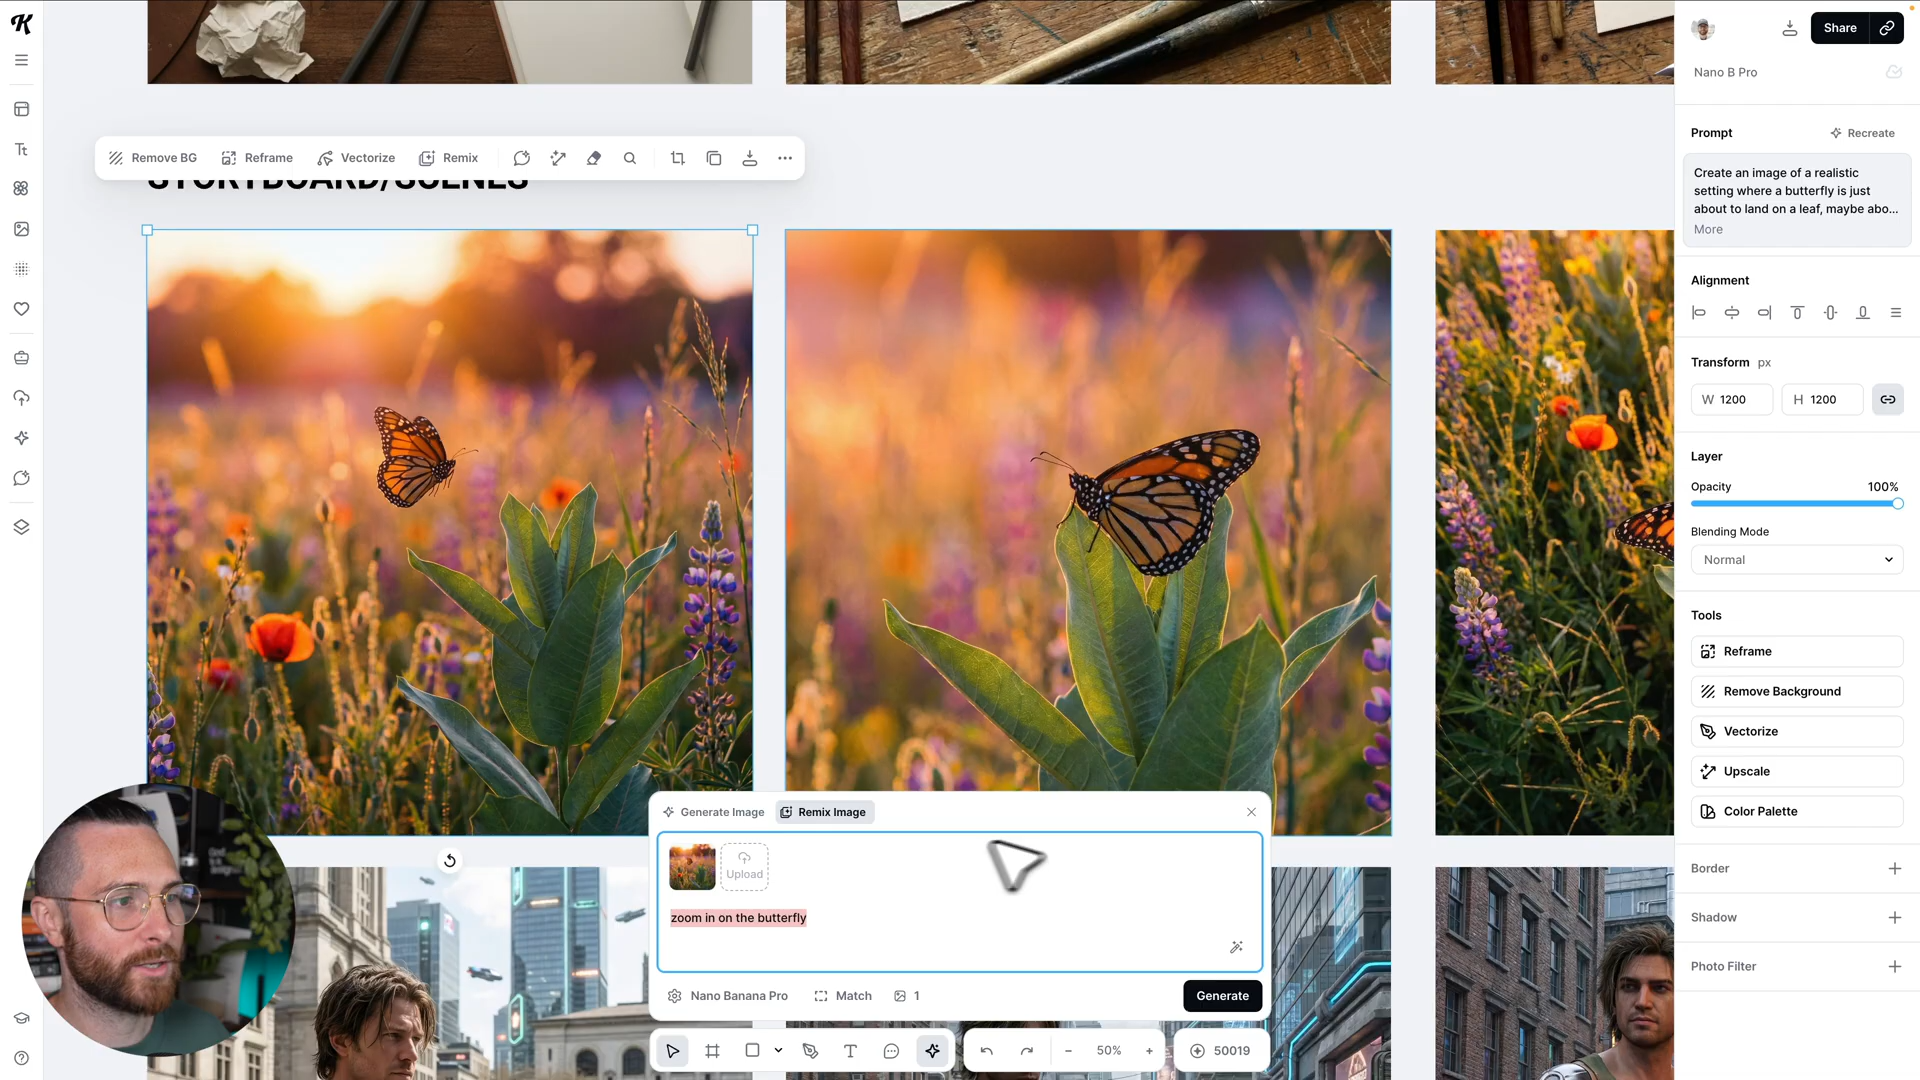 Share
Nano B Pro
Prompt
Recreate
Create an image of a realistic
setting where a butterfly is just
about to land on a leaf, maybe abo...
More
Remove BG
Reframe
Vectorize
Remix
STORYBOARD/SCENES
Alignment
Transform px
W 1200
H 1200
Layer
Opacity
100%
Blending Mode
Normal
Tools
Reframe
Remove Background
Vectorize
Upscale
Color Palette
Border
Shadow
Photo Filter
Tt
Generate Image
Remix Image
Upload
zoom in on the butterfly
Nano Banana Pro
Match
1
Generate
50%
50019